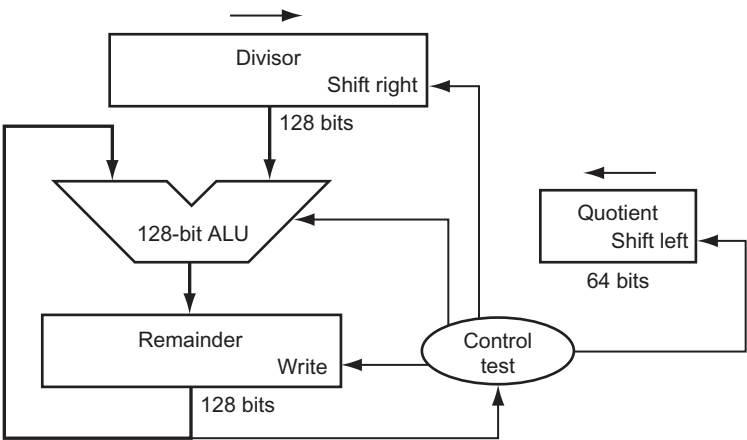 Divisor
Shift right
128 bits
128-bit ALU
Quotient
Shift left
64 bits
Remainder
Write
Control
test
128 bits